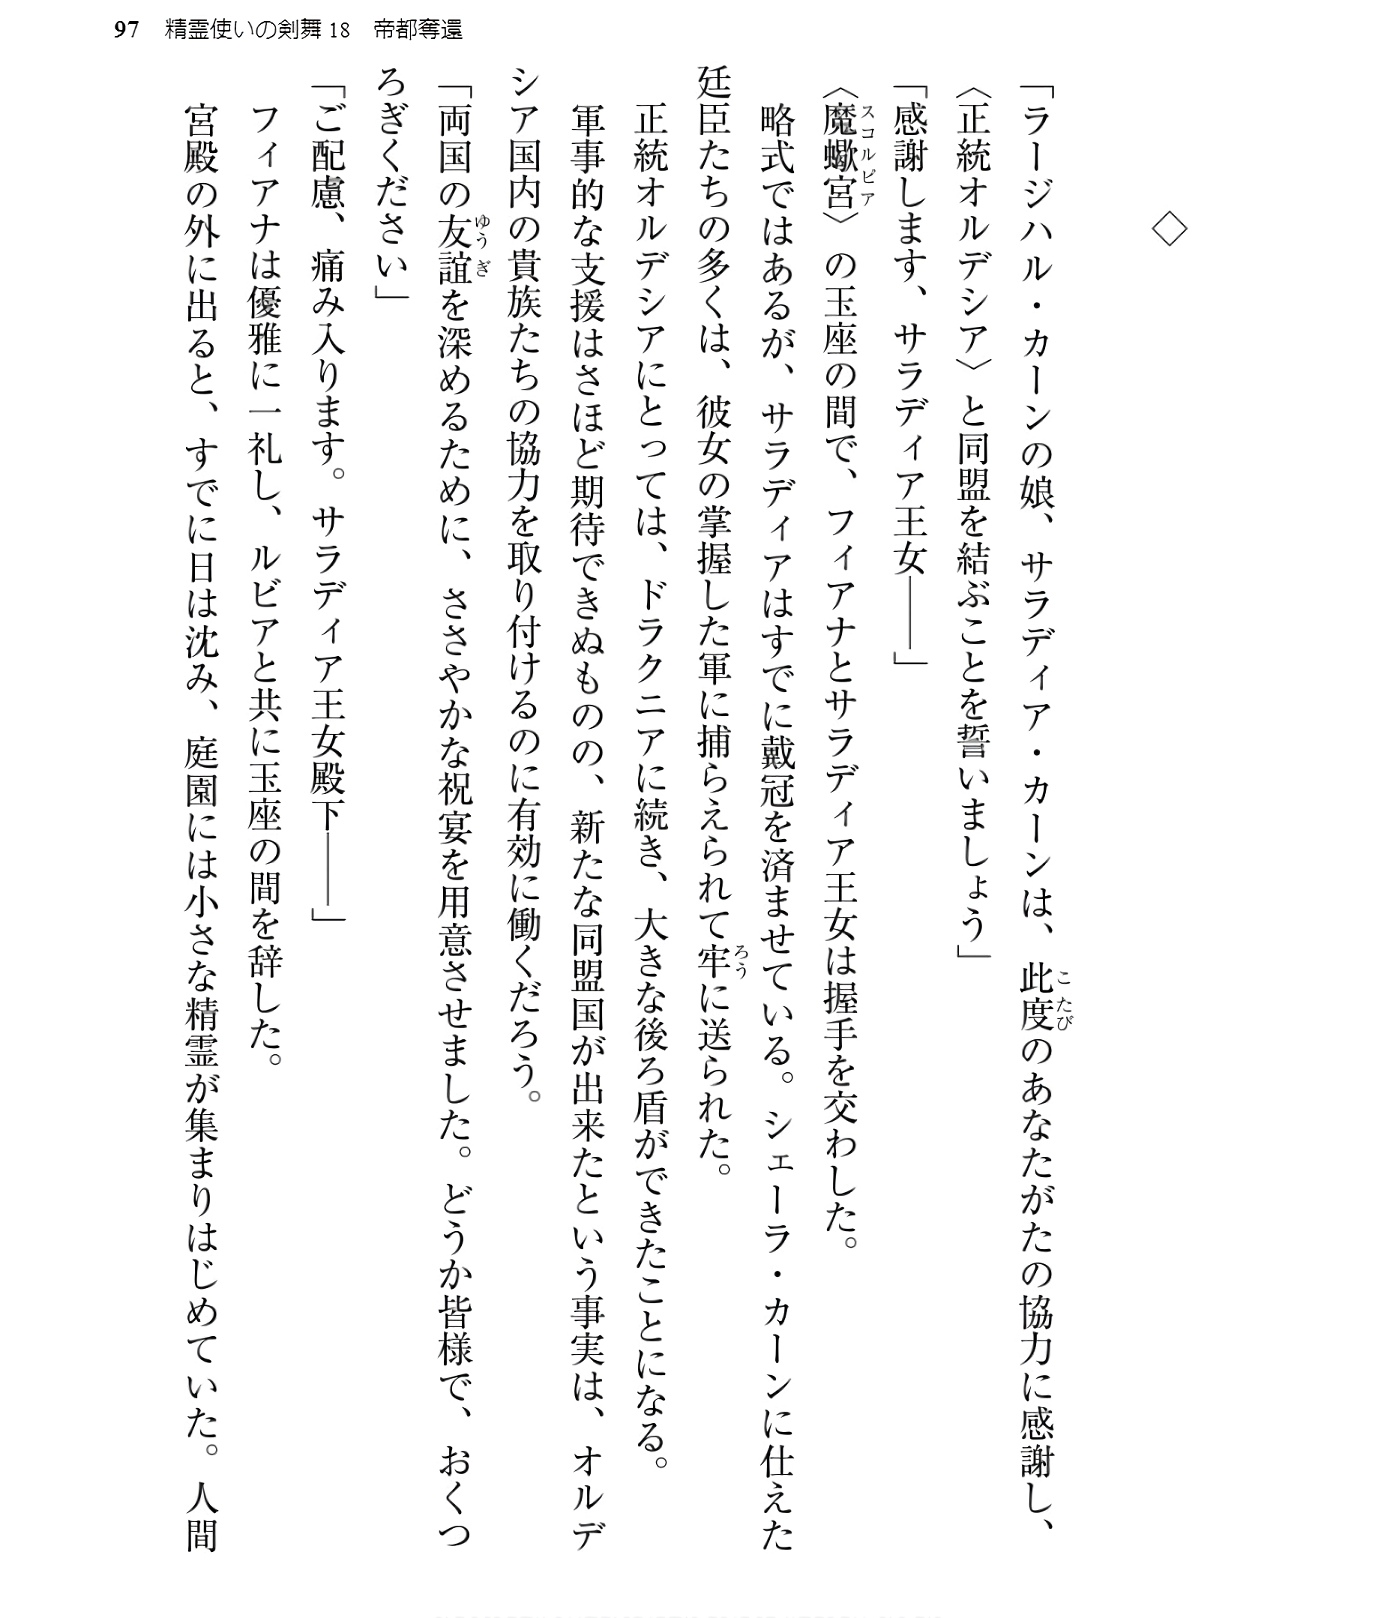 97　精霊使いの剣舞 18　帝都奪還
◇
「ラージハル・カーンの娘、サラディア・カーンは、此度のあなたがたの協力に感謝し、
こたび
〈正統オルデシア〉と同盟を結ぶことを誓いましょう」
「感謝します、サラディア王女――」
〈魔蠍宮〉の玉座の間で、フィアナとサラディア王女は握手を交わした。
スコルピア
略式ではあるが、サラディアはすでに戴冠を済ませている。シェーラ・カーンに仕えた
廷臣たちの多くは、彼女の掌握した軍に捕らえられて牢に送られた。
ろう
正統オルデシアにとっては、ドラクニアに続き、大きな後ろ盾ができたことになる。
軍事的な支援はさほど期待できぬものの、新たな同盟国が出来たという事実は、オルデ
シア国内の貴族たちの協力を取り付けるのに有効に働くだろう。
「両国の友誼を深めるために、ささやかな祝宴を用意させました。どうか皆様で、おくつ
ゆうぎ
ろぎください」
「ご配慮、痛み入ります。サラディア王女殿下――」
フィアナは優雅に一礼し、ルビアと共に玉座の間を辞した。
宮殿の外に出ると、すでに日は沈み、庭園には小さな精霊が集まりはじめていた。人間